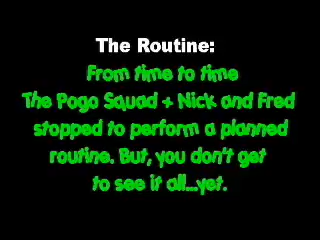 The Routine:
From time to time
The Pogo Squad + Nick and Fred
stopped to perform a planned
routine. But, you don't get
to see it all...yet.